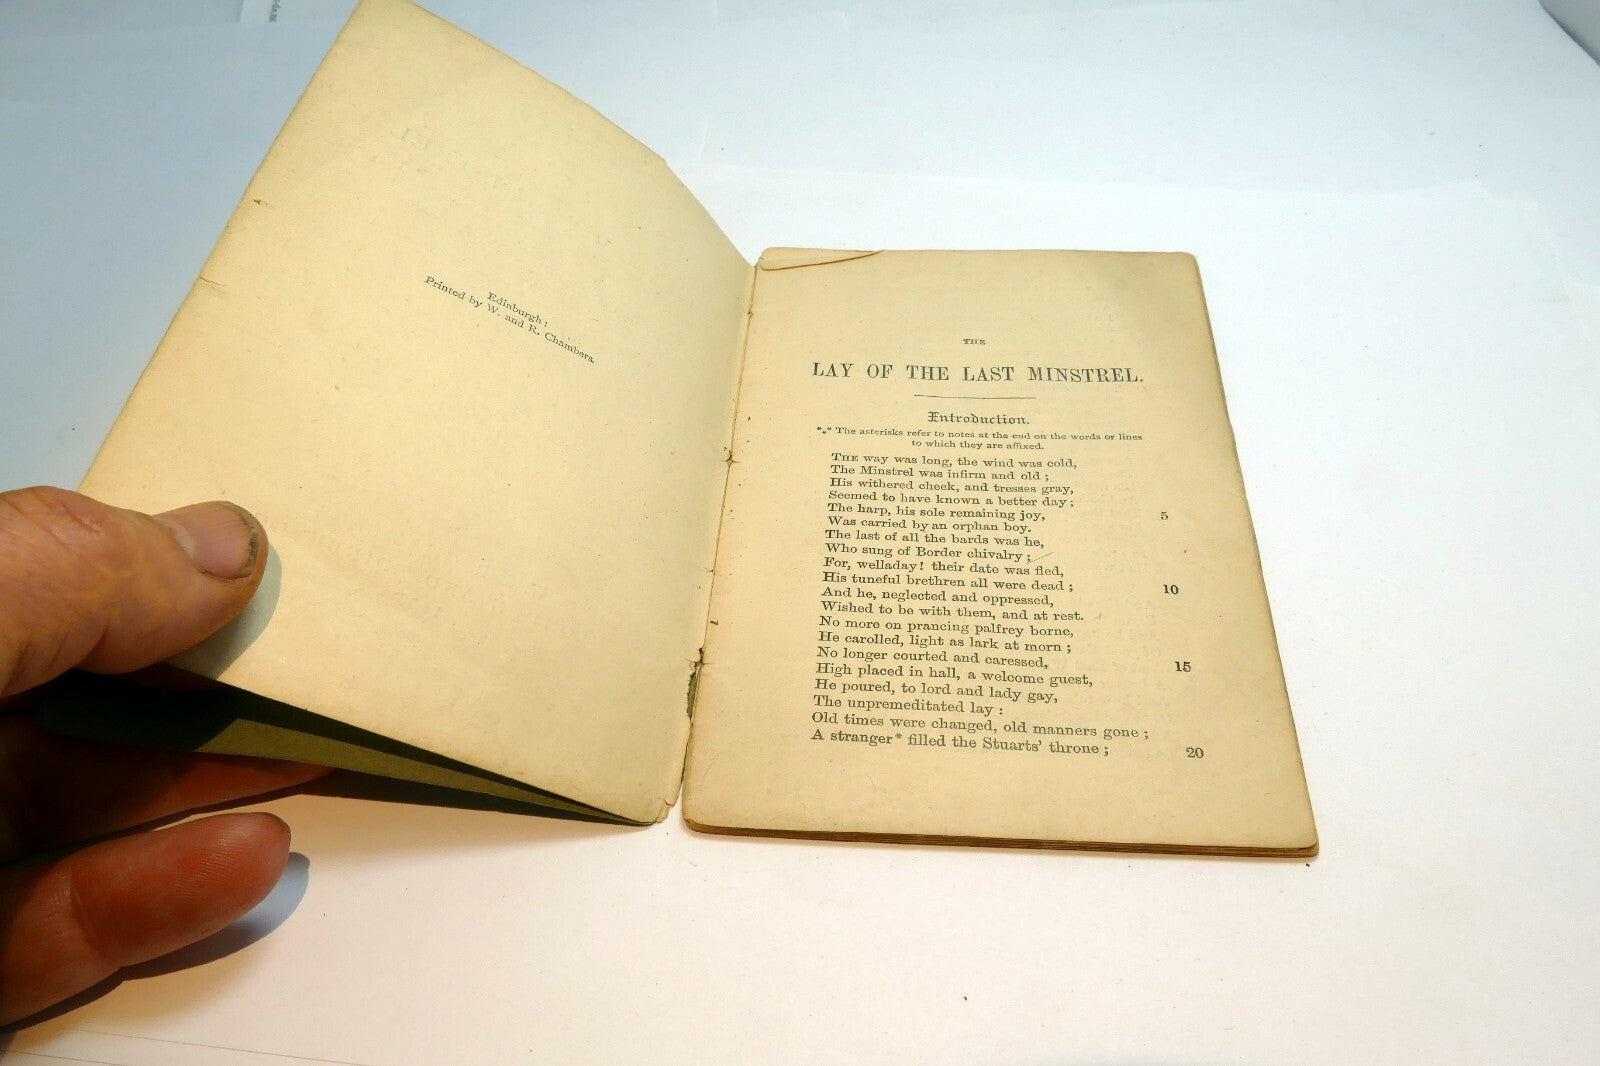 Edinburgh:
Printed by W. and R. Chambers.
THE
LAY OF THE LAST MINSTREL.
Introduction.
*⁎* The asterisks refer to notes at the end on the words or lines
to which they are affixed.
THE way was long, the wind was cold,
The Minstrel was infirm and old;
His withered cheek, and tresses gray,
Seemed to have known a better day;
The harp, his sole remaining joy, 5
Was carried by an orphan boy.
The last of all the bards was he,
Who sung of Border chivalry;
For, welladay! their date was fled,
His tuneful brethren all were dead; 10
And he, neglected and oppressed,
Wished to be with them, and at rest.
No more on prancing palfrey borne,
He carolled, light as lark at morn;
No longer courted and caressed, 15
High placed in hall, a welcome guest,
He poured, to lord and lady gay,
The unpremeditated lay:
Old times were changed, old manners gone;
A stranger* filled the Stuarts' throne; 20